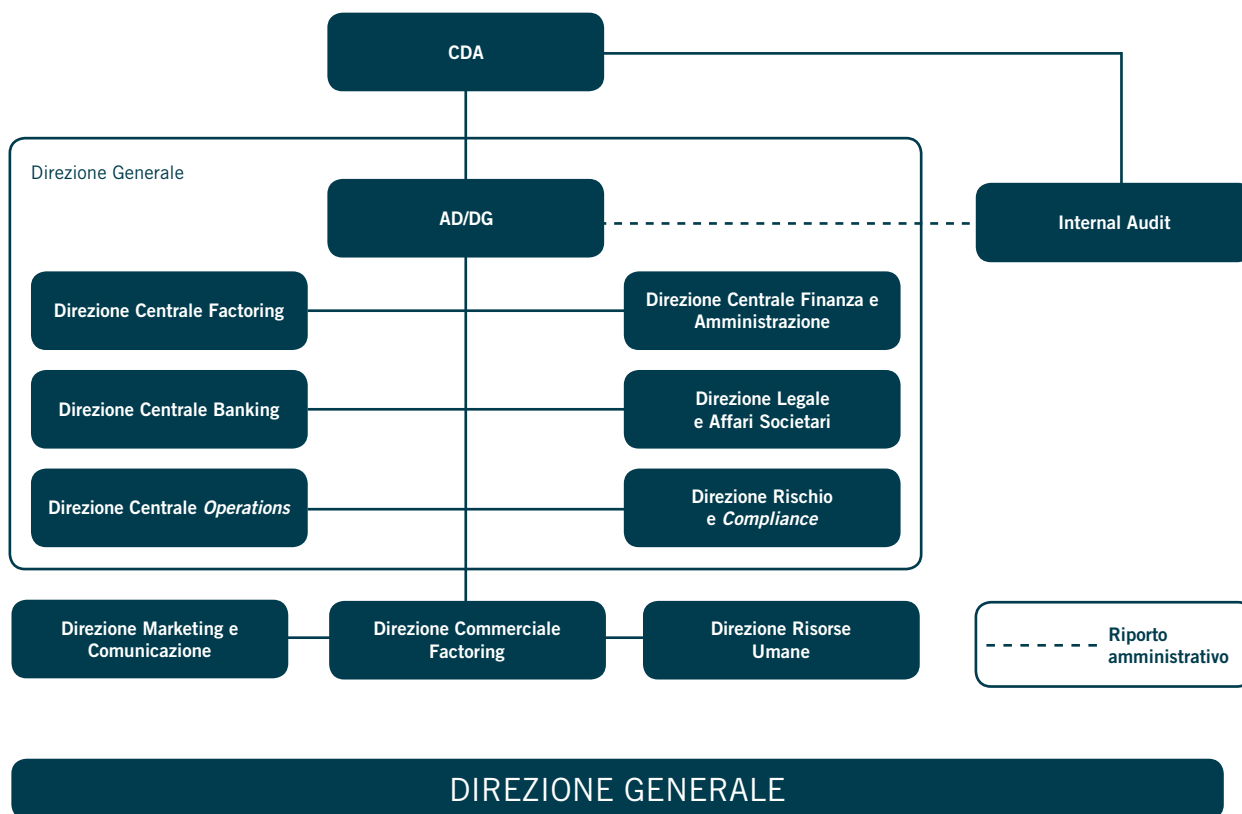 CDA
Direzione Generale
AD/DG
Internal Audit
Direzione Centrale Factoring
Direzione Centrale Finanza e
Amministrazione
Direzione Centrale Banking
Direzione Legale
e Affari Societari
Direzione Centrale Operations
Direzione Rischio
e Compliance
Direzione Marketing e
Comunicazione
Direzione Commerciale
Factoring
Direzione Risorse
Umane
Riporto
amministrativo
DIREZIONE GENERALE